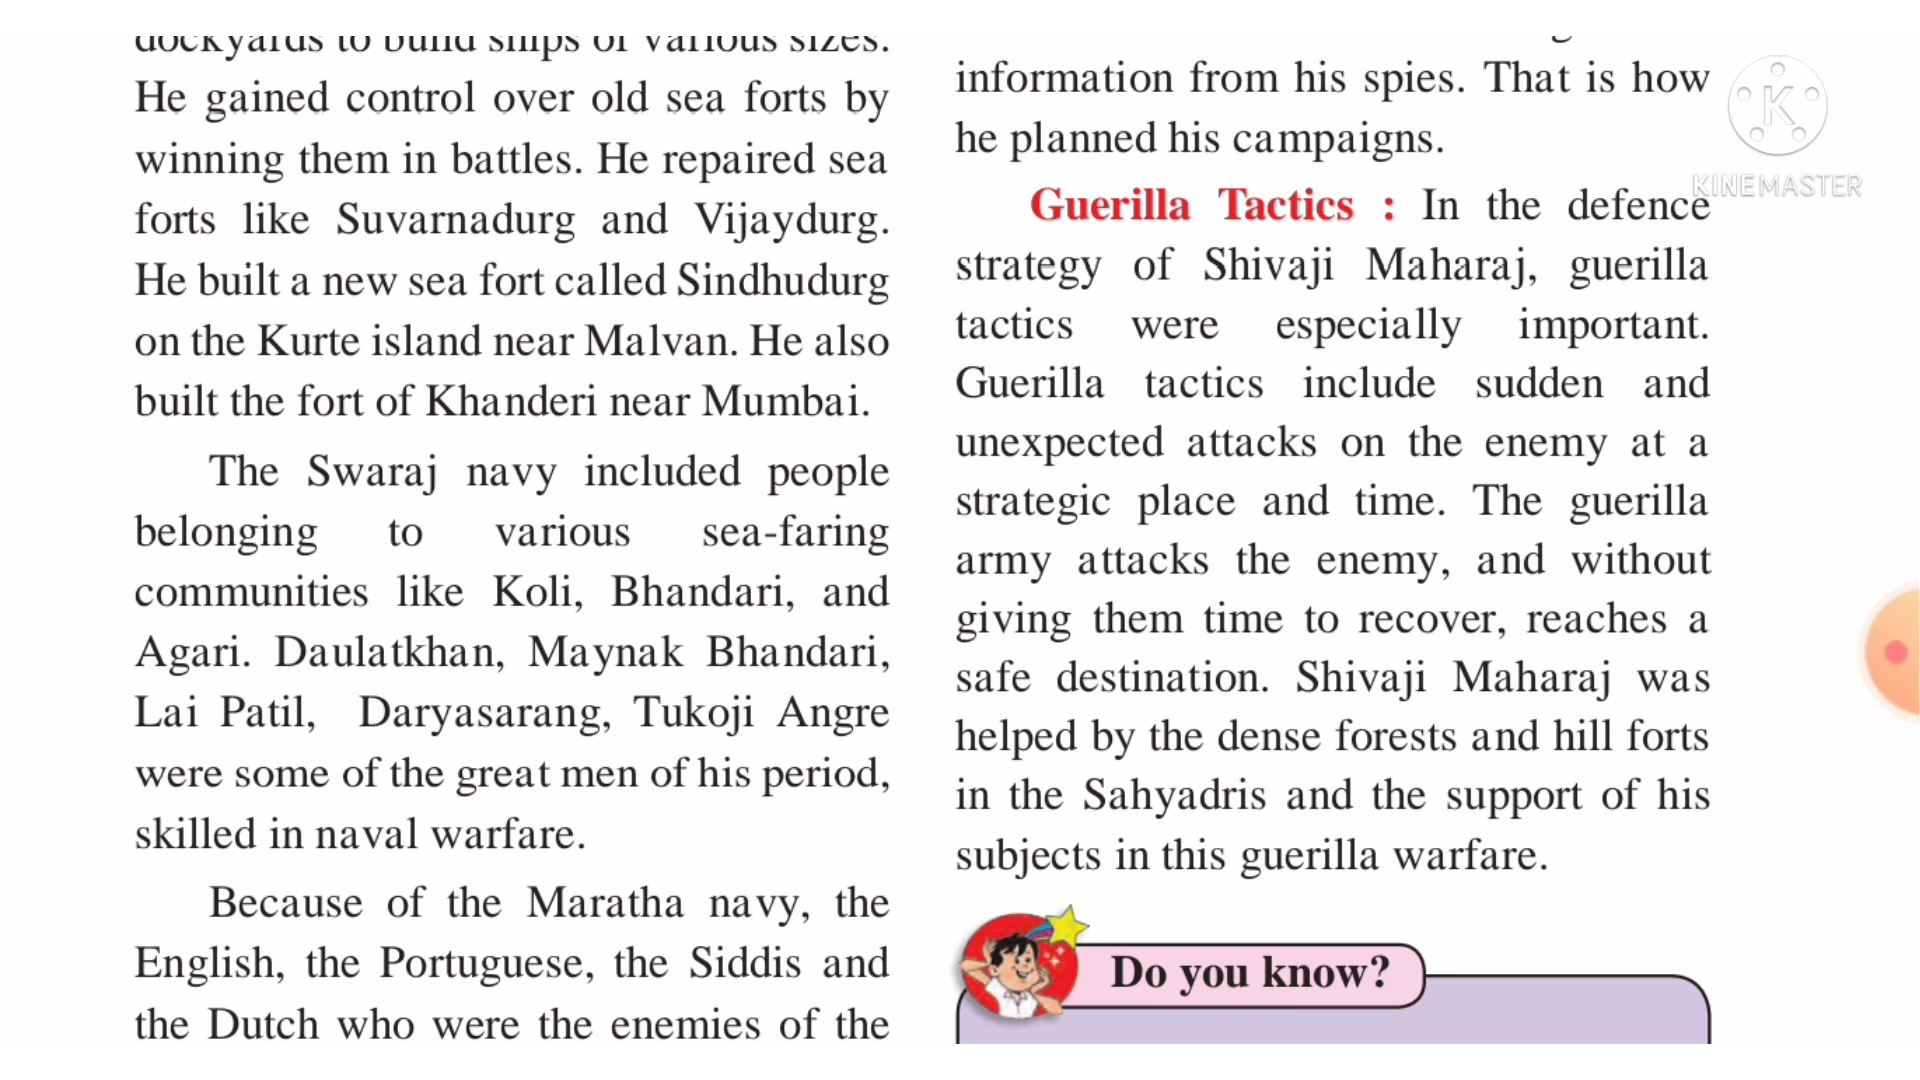 dockyards to build ships of various sizes.
He gained control over old sea forts by
winning them in battles. He repaired sea
forts like Suvarnadurg and Vijaydurg.
He built a new sea fort called Sindhudurg
on the Kurte island near Malvan. He also
built the fort of Khanderi near Mumbai.
The Swaraj navy included people
belonging to various sea-faring
communities like Koli, Bhandari, and
Agari. Daulatkhan, Maynak Bhandari,
Lai Patil, Daryasarang, Tukoji Angre
were some of the great men of his period,
skilled in naval warfare.
Because of the Maratha navy, the
English, the Portuguese, the Siddis and
the Dutch who were the enemies of the
information from his spies. That is how
he planned his campaigns.
Guerilla Tactics : In the defence
strategy of Shivaji Maharaj, guerilla
tactics were especially important.
Guerilla tactics include sudden and
unexpected attacks on the enemy at a
strategic place and time. The guerilla
army attacks the enemy, and without
giving them time to recover, reaches a
safe destination. Shivaji Maharaj was
helped by the dense forests and hill forts
in the Sahyadris and the support of his
subjects in this guerilla warfare.
Do you know?
K
KINEMASTER